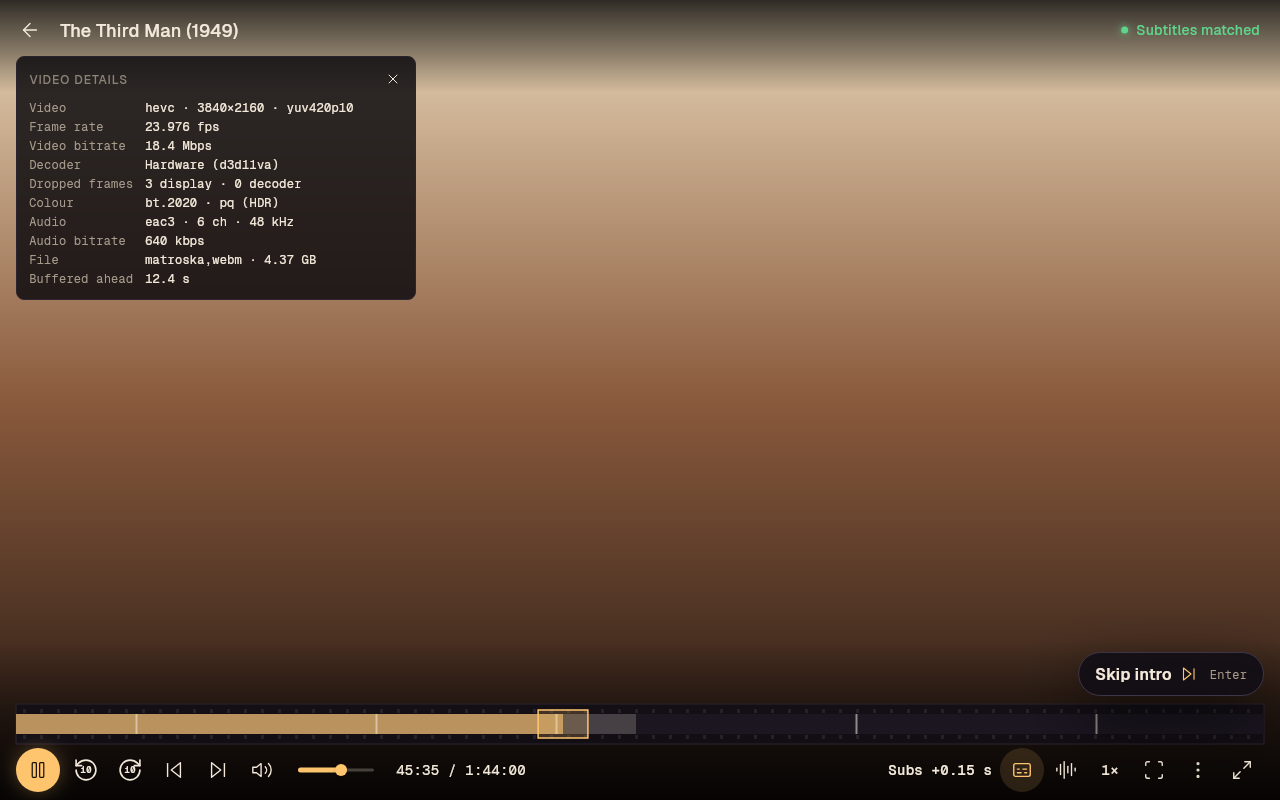 The Third Man (1949)
Subtitles matched
VIDEO DETAILS
Video hevc · 3840×2160 · yuv420p10
Frame rate 23.976 fps
Video bitrate 18.4 Mbps
Decoder Hardware (d3d11va)
Dropped frames 3 display · 0 decoder
Colour bt.2020 · pq (HDR)
Audio eac3 · 6 ch · 48 kHz
Audio bitrate 640 kbps
File matroska,webm · 4.37 GB
Buffered ahead 12.4 s
Skip intro Enter
10 10 45:35 / 1:44:00 Subs +0.15 s 1×